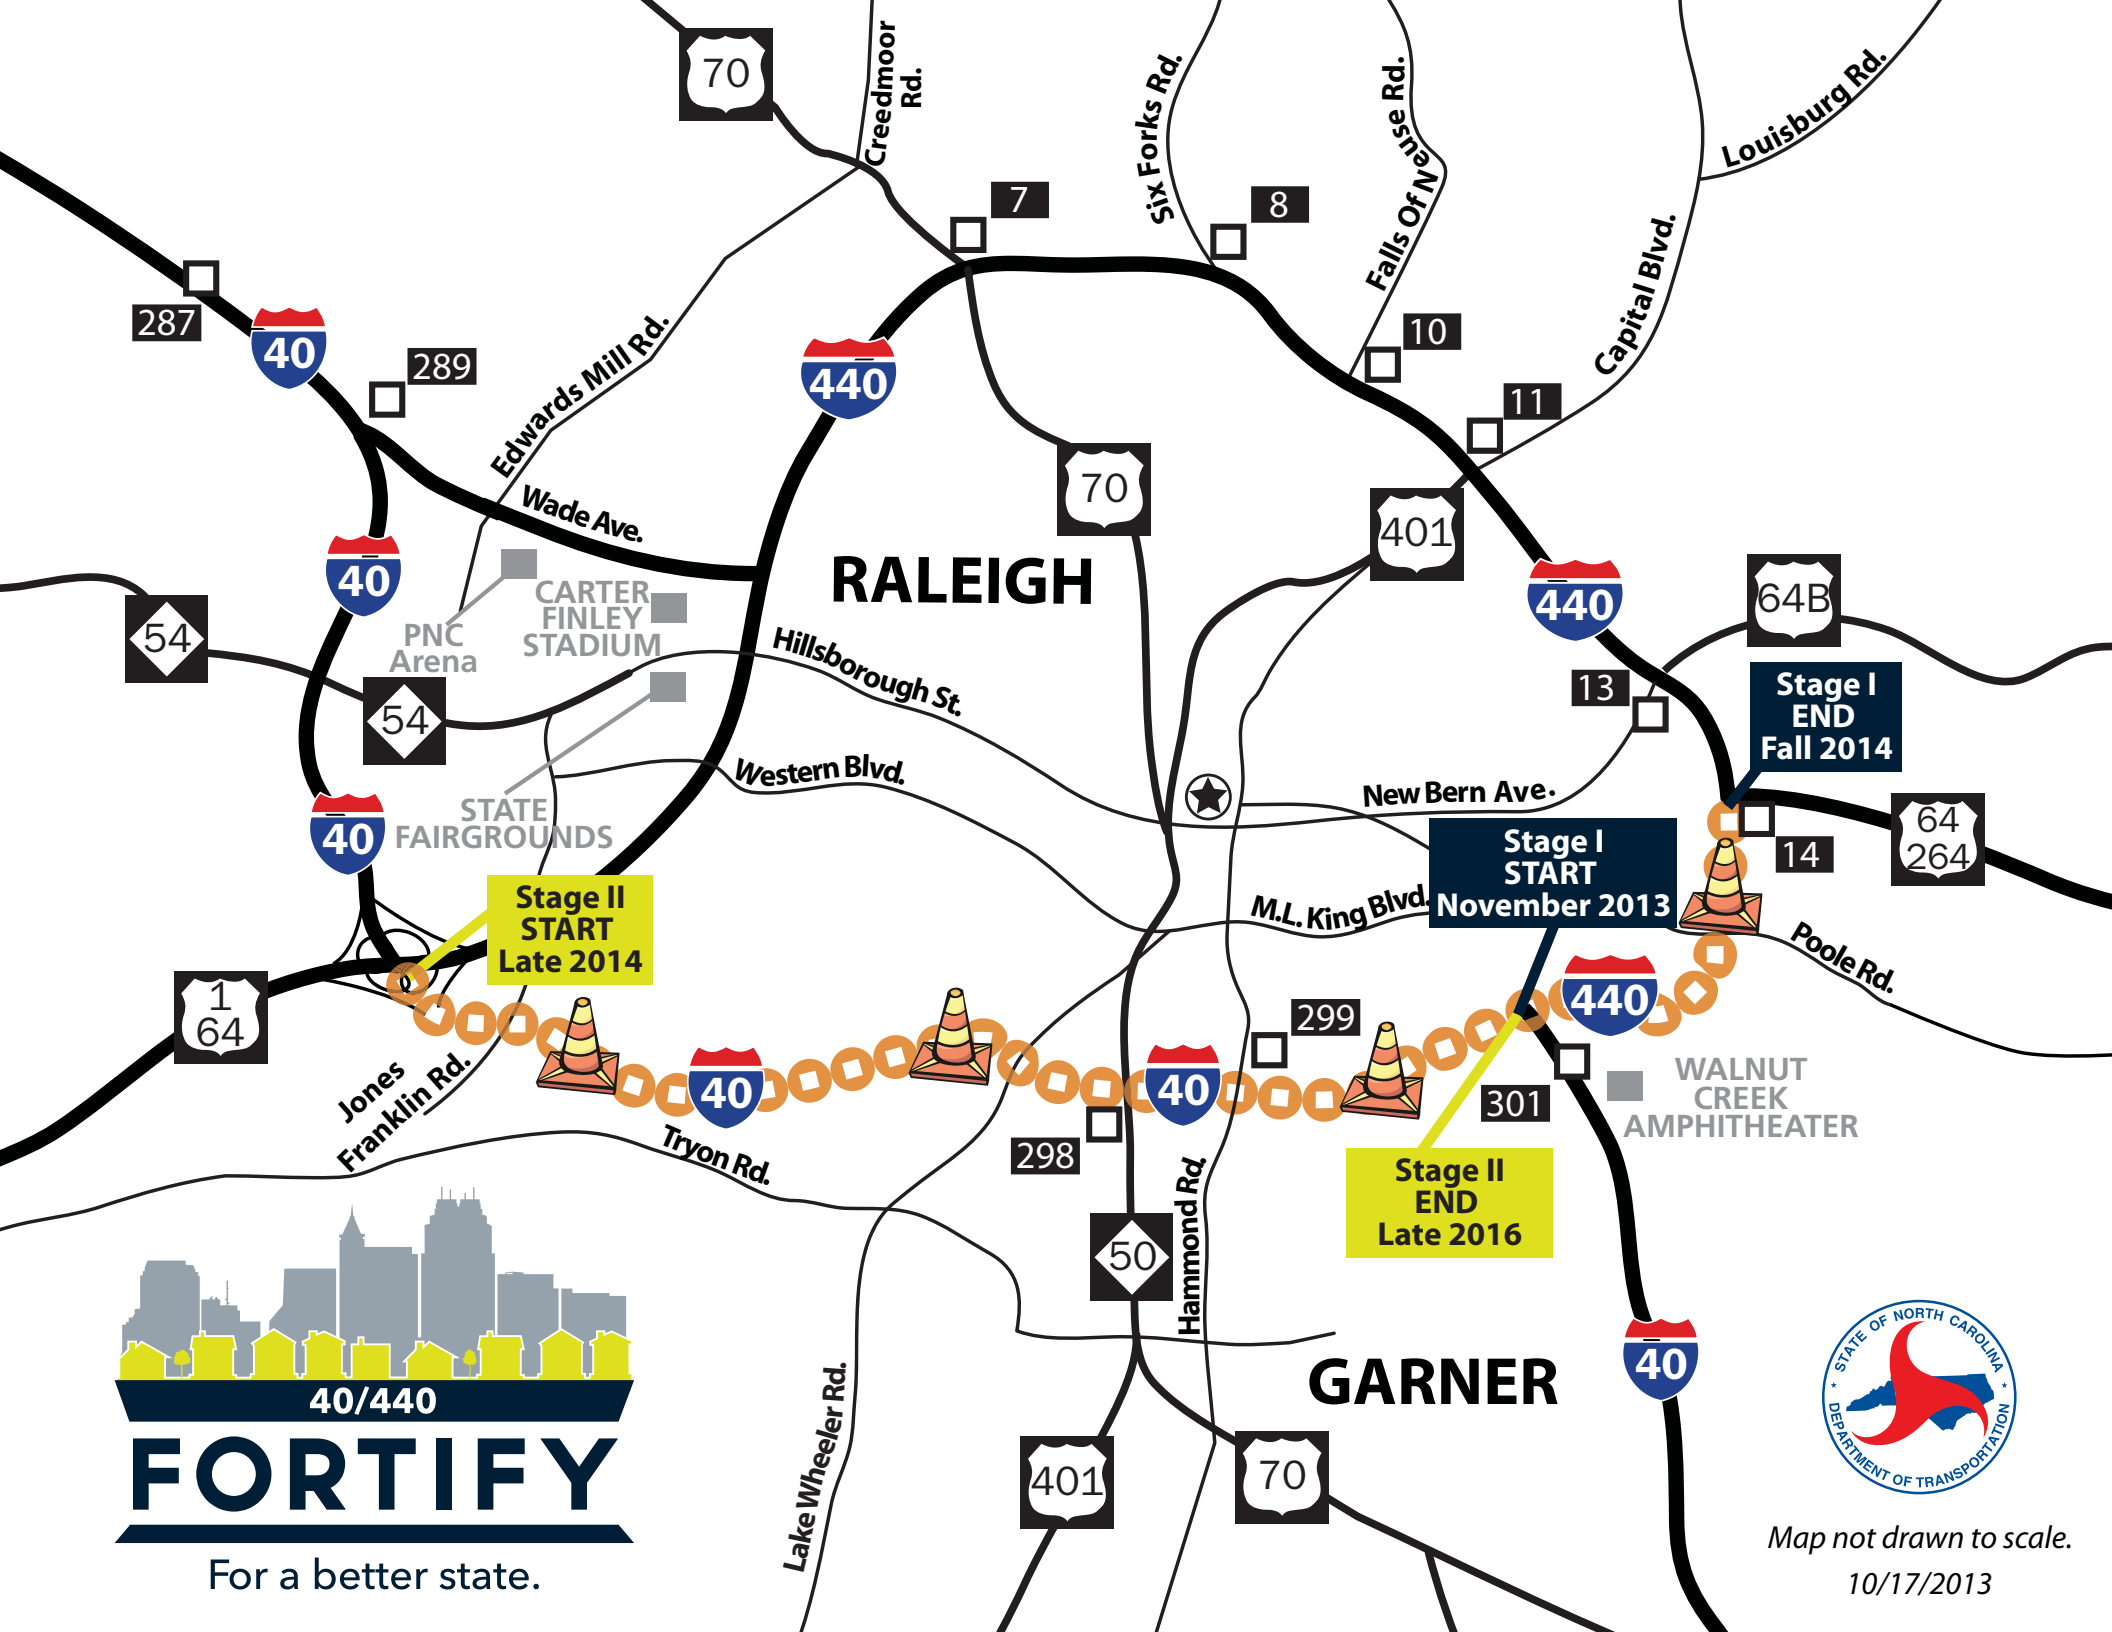 70
Creedmoor
Rd.
Six Forks Rd.
Falls Of Neuse Rd.
Louisburg Rd.
Capital Blvd.
7
8
287
40
289
440
10
11
Edwards Mill Rd.
Wade Ave.
70
401
RALEIGH
40
440
64B
CARTER
FINLEY
STADIUM
PNC
Arena
54
54
Hillsborough St.
13
Stage I
END
Fall 2014
Western Blvd.
New Bern Ave.
STATE
FAIRGROUNDS
40
64
264
14
Stage I
START
November 2013
Stage II
START
Late 2014
M.L. King Blvd.
Poole Rd.
1
64
440
299
Jones
Franklin Rd.
40
40
301
WALNUT
CREEK
AMPHITHEATER
298
Tryon Rd.
Stage II
END
Late 2016
50
Hammond Rd.
GARNER
40
Lake Wheeler Rd.
401
70
40/440
FORTIFY
For a better state.
STATE OF NORTH CAROLINA
DEPARTMENT OF TRANSPORTATION
Map not drawn to scale.
10/17/2013